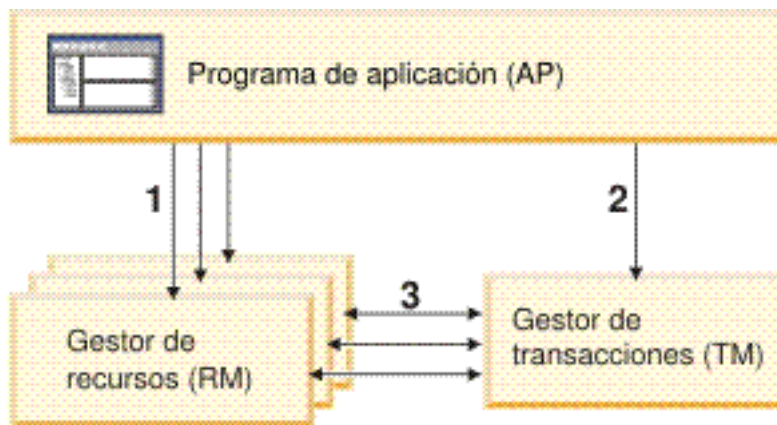 Programa de aplicación (AP)
1
2
3
Gestor de
recursos (RM)
Gestor de
transacciones (TM)